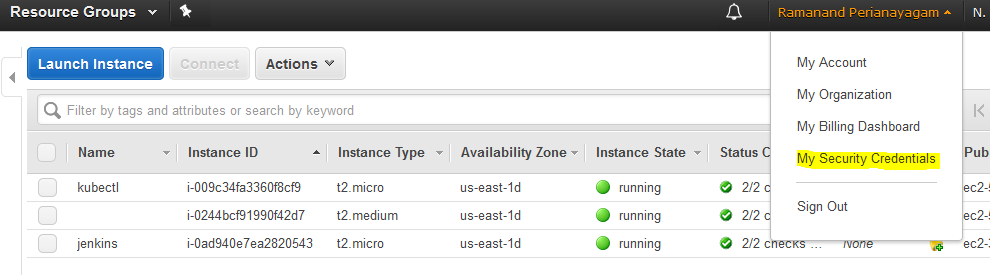 Resource Groups Ramanand Perianayagam N.
Launch Instance Connect Actions My Account
My Organization
Filter by tags and attributes or search by keyword
My Billing Dashboard
Name Instance ID Instance Type Availability Zone Instance State Status C My Security Credentials Pub
kubectl i-009c34fa3360f8cf9 t2.micro us-east-1d running 2/2 c ec2-5
i-0244bcf91990f42d7 t2.medium us-east-1d running 2/2 c Sign Out ec2-5
jenkins i-0ad940e7ea2820543 t2.micro us-east-1d running 2/2 checks ... None ec2-3